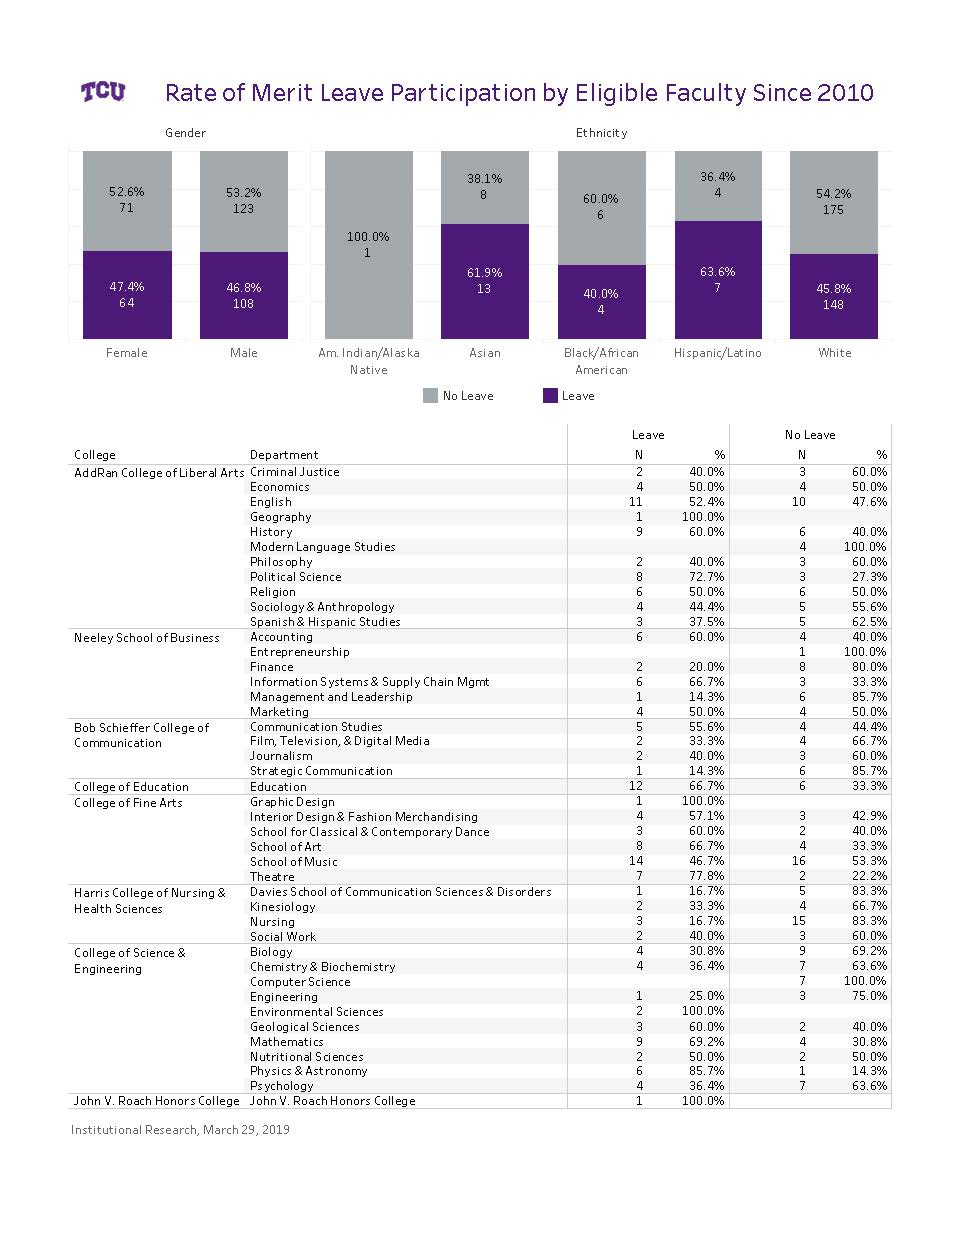 TCU Rate of Merit Leave Participation by Eligible Faculty Since 2010
Gender Ethnicity
52.6% 53.2% 100.0% 38.1% 60.0% 36.4% 54.2%
71 123 1 8 6 4 175
47.4% 46.8% 61.9% 40.0% 63.6% 45.8%
64 108 13 4 7 148
Female Male Am. Indian/Alaska Asian Black/African Hispanic/Latino White
Native American
No Leave Leave
Leave No Leave
College Department N % N %
AddRan College of Liberal Arts Criminal Justice 2 40.0% 3 60.0%
Economics 4 50.0% 4 50.0%
English 11 52.4% 10 47.6%
Geography 1 100.0%
History 9 60.0% 6 40.0%
Modern Language Studies 4 100.0%
Philosophy 2 40.0% 3 60.0%
Political Science 8 72.7% 3 27.3%
Religion 6 50.0% 6 50.0%
Sociology & Anthropology 4 44.4% 5 55.6%
Spanish & Hispanic Studies 3 37.5% 5 62.5%
Neeley School of Business Accounting 6 60.0% 4 40.0%
Entrepreneurship 1 100.0%
Finance 2 20.0% 8 80.0%
Information Systems & Supply Chain Mgmt 6 66.7% 3 33.3%
Management and Leadership 1 14.3% 6 85.7%
Marketing 4 50.0% 4 50.0%
Bob Schieffer College of Communication Studies 5 55.6% 4 44.4%
Communication Film, Television, & Digital Media 2 33.3% 4 66.7%
Journalism 2 40.0% 3 60.0%
Strategic Communication 1 14.3% 6 85.7%
College of Education Education 12 66.7% 6 33.3%
College of Fine Arts Graphic Design 1 100.0%
Interior Design & Fashion Merchandising 4 57.1% 3 42.9%
School for Classical & Contemporary Dance 3 60.0% 2 40.0%
School of Art 8 66.7% 4 33.3%
School of Music 14 46.7% 16 53.3%
Theatre 7 77.8% 2 22.2%
Harris College of Nursing & Davies School of Communication Sciences & Disorders 1 16.7% 5 83.3%
Health Sciences Kinesiology 2 33.3% 4 66.7%
Nursing 3 16.7% 15 83.3%
Social Work 2 40.0% 3 60.0%
College of Science & Biology 4 30.8% 9 69.2%
Engineering Chemistry & Biochemistry 4 36.4% 7 63.6%
Computer Science 7 100.0%
Engineering 1 25.0% 3 75.0%
Environmental Sciences 2 100.0%
Geological Sciences 3 60.0% 2 40.0%
Mathematics 9 69.2% 4 30.8%
Nutritional Sciences 2 50.0% 2 50.0%
Physics & Astronomy 6 85.7% 1 14.3%
Psychology 4 36.4% 7 63.6%
John V. Roach Honors College John V. Roach Honors College 1 100.0%
Institutional Research, March 29, 2019